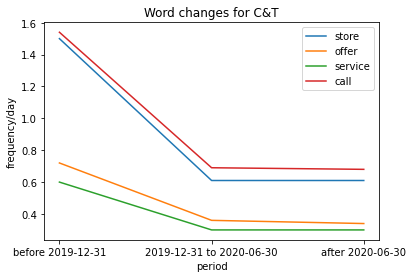 Word changes for C&T
1.6
1.4
1.2
1.0
0.8
0.6
0.4
frequency/day
store
offer
service
call
before 2019-12-31 2019-12-31 to 2020-06-30 after 2020-06-30
period